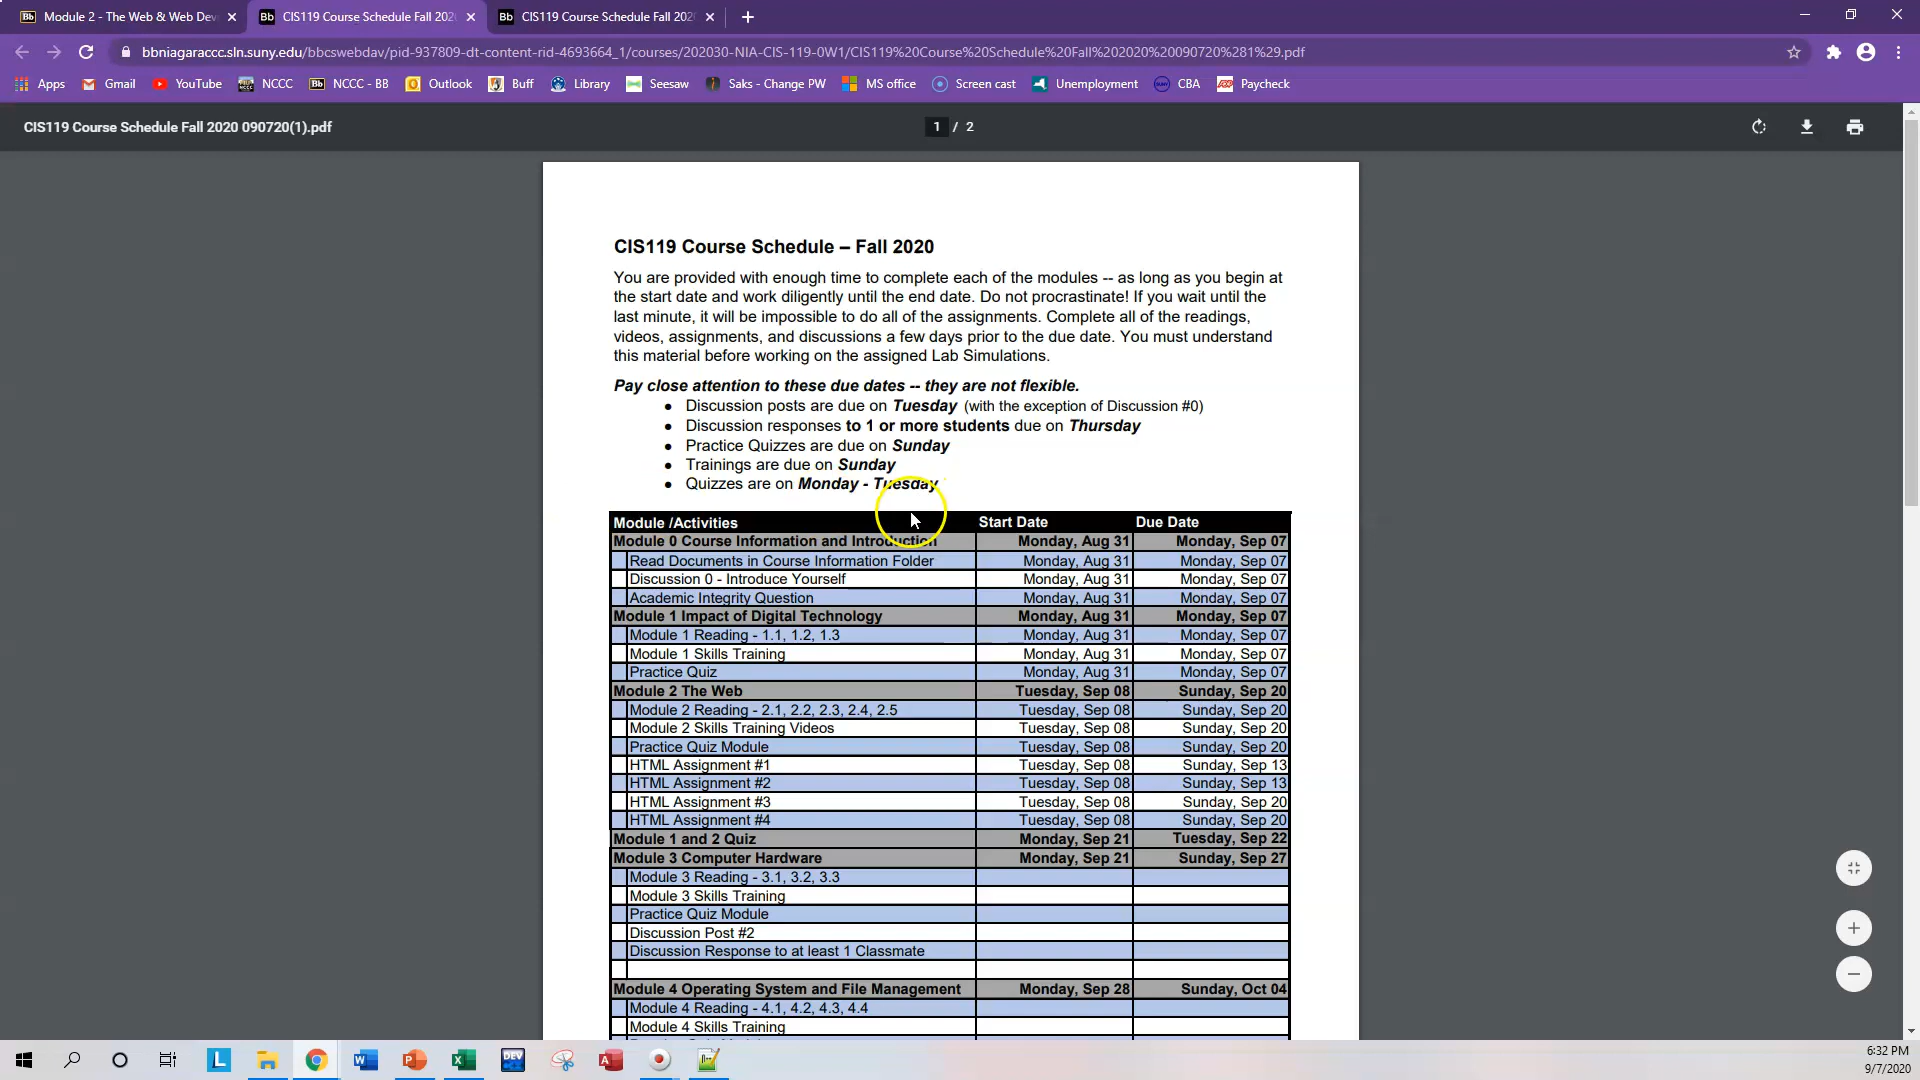 Module 2 - The Web & Web Dev
CIS119 Course Schedule Fall 202
CIS119 Course Schedule Fall 202
bbniagaraccc.sln.suny.edu/bbcswebdav/pid-937809-dt-content-rid-4693664_1/courses/202030-NIA-CIS-119-0W1/CIS119%20Course%20Schedule%20Fall%202020%20090720%281%29.pdf
Apps Gmail YouTube NCCC NCCC - BB Outlook Buff Library Seesaw Saks - Change PW MS office Screen cast Unemployment CBA Paycheck
CIS119 Course Schedule Fall 2020 090720(1).pdf
1 / 2
CIS119 Course Schedule – Fall 2020
You are provided with enough time to complete each of the modules -- as long as you begin at
the start date and work diligently until the end date. Do not procrastinate! If you wait until the
last minute, it will be impossible to do all of the assignments. Complete all of the readings,
videos, assignments, and discussions a few days prior to the due date. You must understand
this material before working on the assigned Lab Simulations.
Pay close attention to these due dates -- they are not flexible.
• Discussion posts are due on Tuesday (with the exception of Discussion #0)
• Discussion responses to 1 or more students due on Thursday
• Practice Quizzes are due on Sunday
• Trainings are due on Sunday
• Quizzes are on Monday - Tuesday
Module /Activities Start Date Due Date
Module 0 Course Information and Introduction Monday, Aug 31 Monday, Sep 07
Read Documents in Course Information Folder Monday, Aug 31 Monday, Sep 07
Discussion 0 - Introduce Yourself Monday, Aug 31 Monday, Sep 07
Academic Integrity Question Monday, Aug 31 Monday, Sep 07
Module 1 Impact of Digital Technology Monday, Aug 31 Monday, Sep 07
Module 1 Reading - 1.1, 1.2, 1.3 Monday, Aug 31 Monday, Sep 07
Module 1 Skills Training Monday, Aug 31 Monday, Sep 07
Practice Quiz Monday, Aug 31 Monday, Sep 07
Module 2 The Web Tuesday, Sep 08 Sunday, Sep 20
Module 2 Reading - 2.1, 2.2, 2.3, 2.4, 2.5 Tuesday, Sep 08 Sunday, Sep 20
Module 2 Skills Training Videos Tuesday, Sep 08 Sunday, Sep 20
Practice Quiz Module Tuesday, Sep 08 Sunday, Sep 20
HTML Assignment #1 Tuesday, Sep 08 Sunday, Sep 13
HTML Assignment #2 Tuesday, Sep 08 Sunday, Sep 13
HTML Assignment #3 Tuesday, Sep 08 Sunday, Sep 20
HTML Assignment #4 Tuesday, Sep 08 Sunday, Sep 20
Module 1 and 2 Quiz Monday, Sep 21 Tuesday, Sep 22
Module 3 Computer Hardware Monday, Sep 21 Sunday, Sep 27
Module 3 Reading - 3.1, 3.2, 3.3
Module 3 Skills Training
Practice Quiz Module
Discussion Post #2
Discussion Response to at least 1 Classmate
Module 4 Operating System and File Management Monday, Sep 28 Sunday, Oct 04
Module 4 Reading - 4.1, 4.2, 4.3, 4.4
Module 4 Skills Training
6:32 PM
9/7/2020